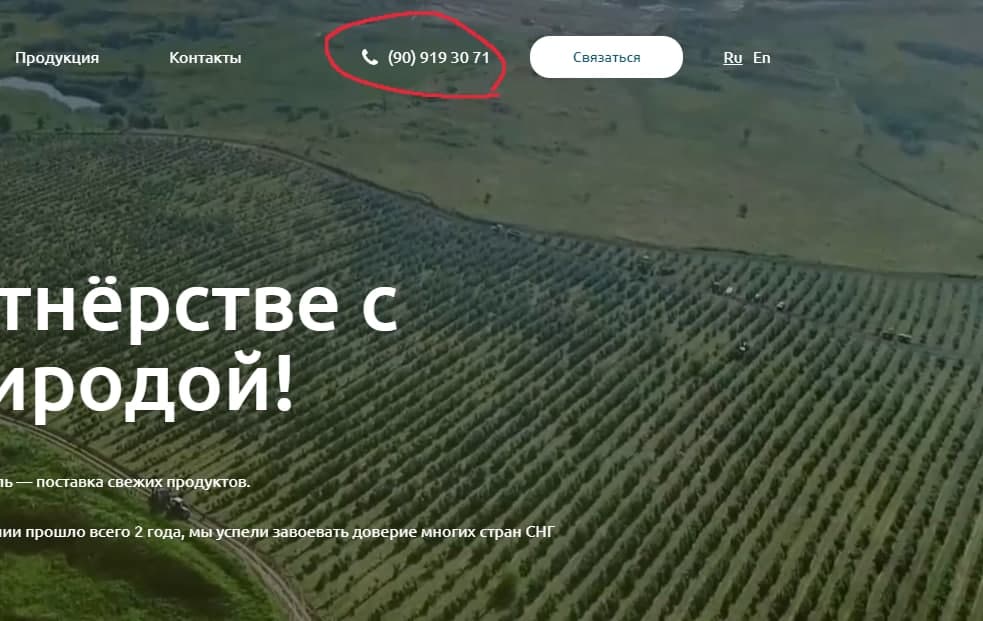 Продукция Контакты (90) 919 30 71 Связаться Ru En
тнёрстве с
иродой!
ль — поставка свежих продуктов.
ии прошло всего 2 года, мы успели завоевать доверие многих стран СНГ